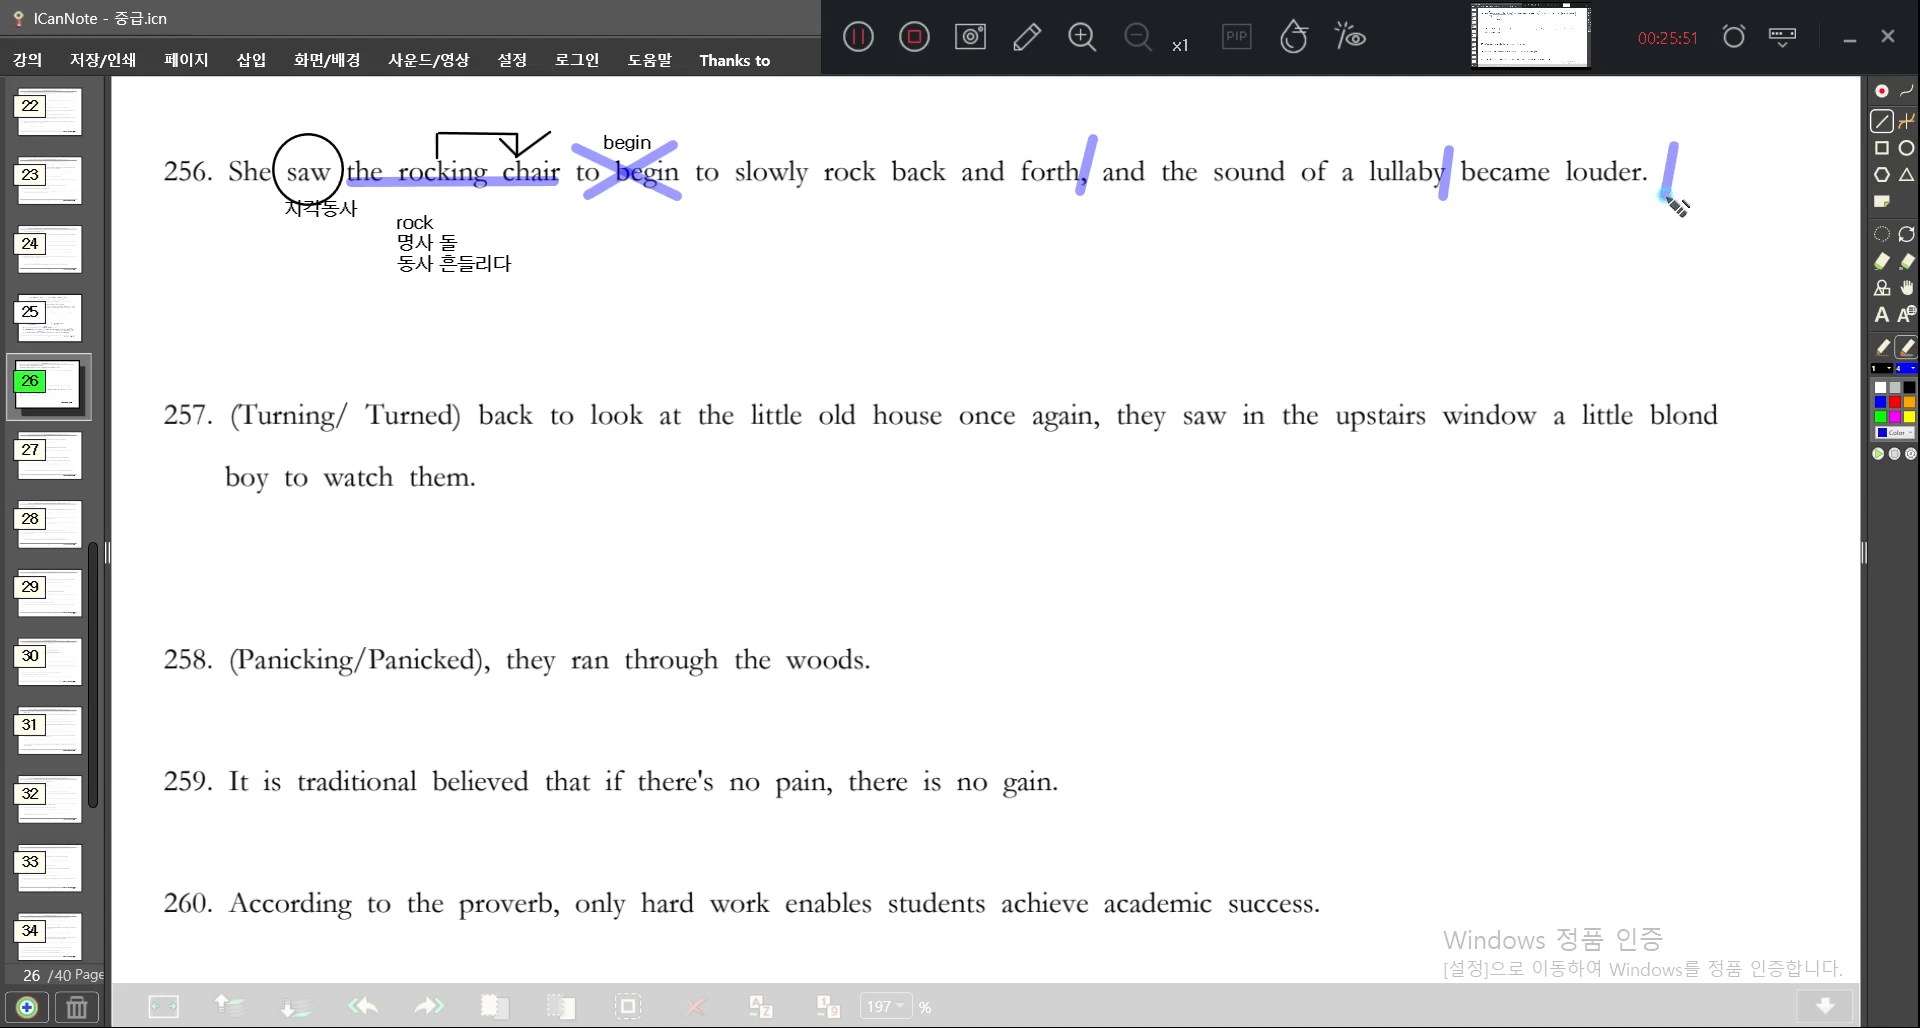 ICanNote - 중급.icn
강의 저장/인쇄 페이지 삽입 화면/배경 사운드/영상 설정 로그인 도움말 Thanks to
x1
PIP
00:25:51
22
23
24
25
26
27
28
29
30
31
32
33
34
26 /40 Page
begin
256. She saw the rocking chair to begin to slowly rock back and forth, and the sound of a lullaby became louder.
지각동사
rock
명사 돌
동사 흔들리다
257. (Turning/ Turned) back to look at the little old house once again, they saw in the upstairs window a little blond
boy to watch them.
258. (Panicking/Panicked), they ran through the woods.
259. It is traditional believed that if there's no pain, there is no gain.
260. According to the proverb, only hard work enables students achieve academic success.
Windows 정품 인증
[설정]으로 이동하여 Windows를 정품 인증합니다.
1
4
Color
197 %